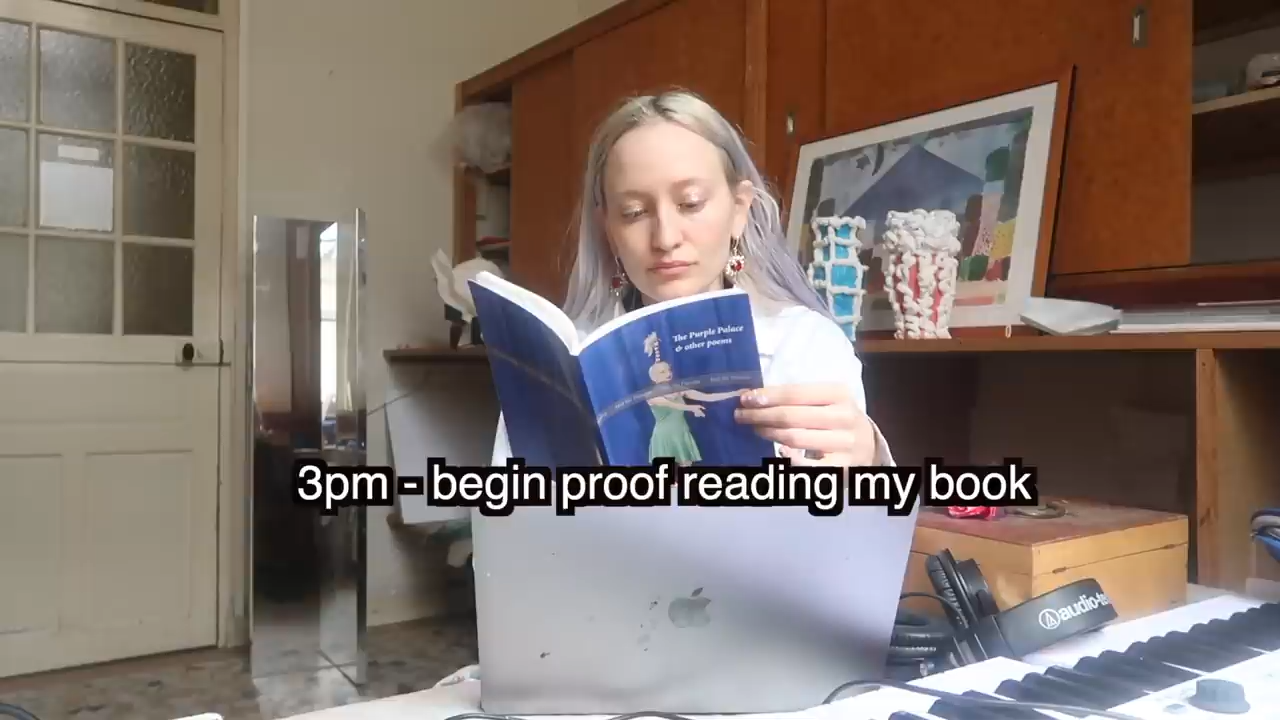 The Purple Palace
& other poems
3pm - begin proof reading my book
audio-te